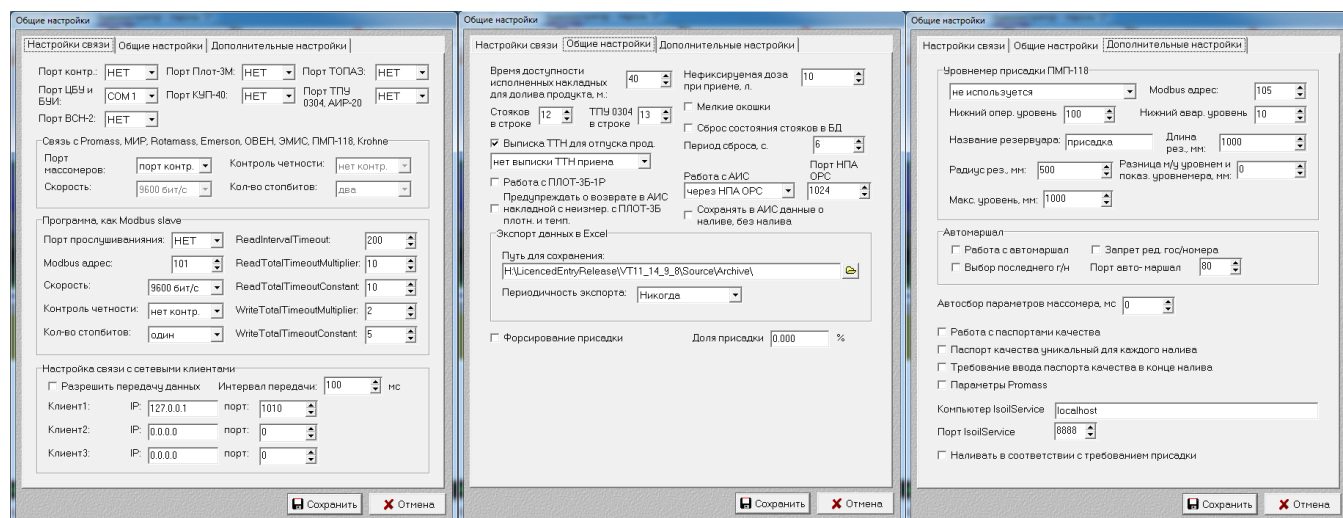 Общие настройки
Настройки связи Общие настройки Дополнительные настройки
Порт контр.: НЕТ Порт Плот-3М: НЕТ Порт ТОПАЗ: НЕТ
Порт ЦБУ и БУИ: COM1 Порт КУП-40: НЕТ Порт ТПУ 0304, АИР-20 НЕТ
Порт ВСН-2: НЕТ
Связь с Promass, МИР, Rotamass, Emerson, ОВЕН, ЭМИС, ПМП-118, Krohne
Порт массомеров: порт контр. Контроль четности: нет контр.
Скорость: 9600 бит/с Кол-во стопбитов: два
Программа, как Modbus slave
Порт прослушиваниия: НЕТ ReadIntervalTimeout: 200
Modbus адрес: 101 ReadTotalTimeoutMultiplier: 10
Скорость: 9600 бит/с ReadTotalTimeoutConstant: 10
Контроль четности: нет контр. WriteTotalTimeoutMultiplier: 2
Кол-во стопбитов: один WriteTotalTimeoutConstant: 5
Настройка связи с сетевыми клиентами
Разрешить передачу данных Интервал передачи: 100 мс
Клиент1: IP: 127.0.0.1 порт: 1010
Клиент2: IP: 0.0.0.0 порт: 0
Клиент3: IP: 0.0.0.0 порт: 0
Сохранить Отмена
Общие настройки
Настройки связи Общие настройки Дополнительные настройки
Время доступности
исполненных накладных
для долива продукта, м.: 40
Нефиксируемая доза
при приеме, л. 10
Стояков
в строке 12
ТПУ 0304
в строке 13
Мелкие окошки
Сброс состояния стояков в БД
Выписка ТТН для отпуска прод.
Период сброса, с. 6
нет выписки ТТН приема
Работа с ПЛОТ-3Б-1Р
Работа с АИС
через НПА ОРС
Порт НПА
ОРС
1024
Предупреждать о возврате в АИС
накладной с неизмер. с ПЛОТ-3Б
плотн. и темп.
Сохранять в АИС данные о
наливе, без налива
Экспорт данных в Excel
Путь для сохранения:
H:\LicencedEntryRelease\VT11_14_9_8\Source\Archive\
Периодичность экспорта: Никогда
Форсирование присадки Доля присадки 0.000 %
Сохранить Отмена
Общие настройки
Настройки связи Общие настройки Дополнительные настройки
Уровнемер присадки ПМП-118
не используется Modbus адрес: 105
Нижний опер. уровень 100 Нижний авар. уровень 10
Название резервуара: присадка Длина рез., мм: 1000
Радиус рез., мм: 500 Разница м/у уровнем и показ. уровнемера, мм: 0
Макс. уровень, мм: 1000
Автомаршал
Работа с автомаршал Запрет ред. гос/номера
Выбор последнего г/н Порт авто-маршал 80
Автосбор параметров массомера, мс 0
Работа с паспортами качества
Паспорт качества уникальный для каждого налива
Требование ввода паспорта качества в конце налива
Параметры Promass
Компьютер IsoilService localhost
Порт IsoilService 8888
Наливать в соответствии с требованием присадки
Сохранить Отмена